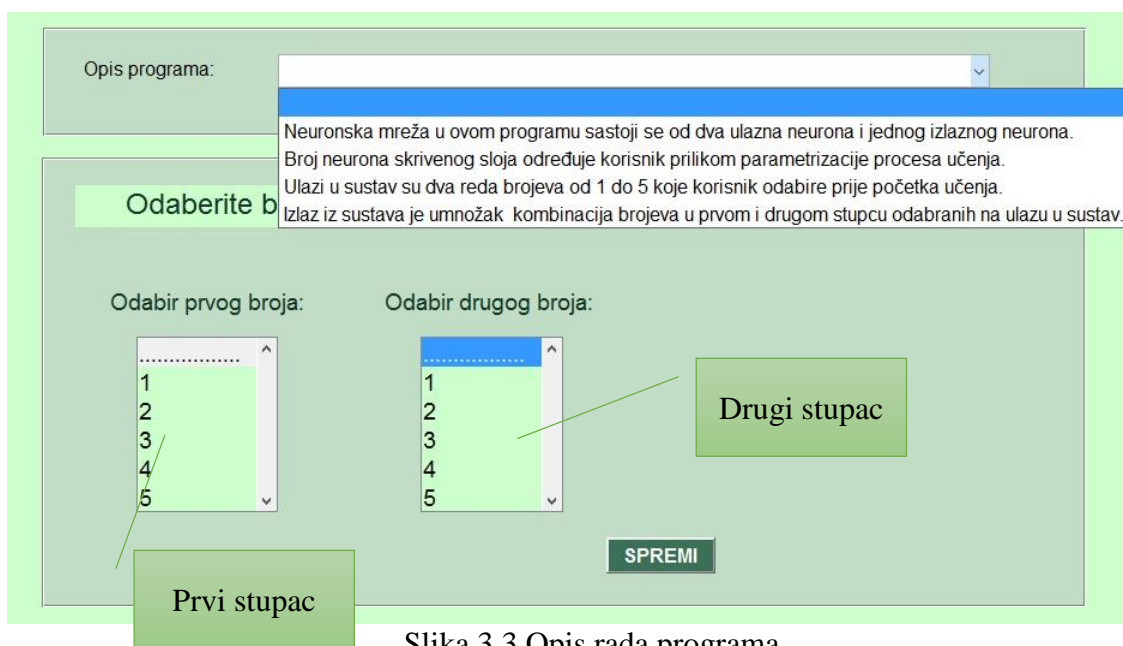 Opis programa:
Neuronska mreža u ovom programu sastoji se od dva ulazna neurona i jednog izlaznog neurona.
Broj neurona skrivenog sloja određuje korisnik prilikom parametrizacije procesa učenja.
Ulazi u sustav su dva reda brojeva od 1 do 5 koje korisnik odabire prije početka učenja.
Izlaz iz sustava je umnožak kombinacija brojeva u prvom i drugom stupcu odabranih na ulazu u sustav.
Odaberite b
Odabir prvog broja:
.................
1
2
3
4
5
Odabir drugog broja:
.................
1
2
3
4
5
Drugi stupac
SPREMI
Prvi stupac
Slika 3.3 Opis rada programa